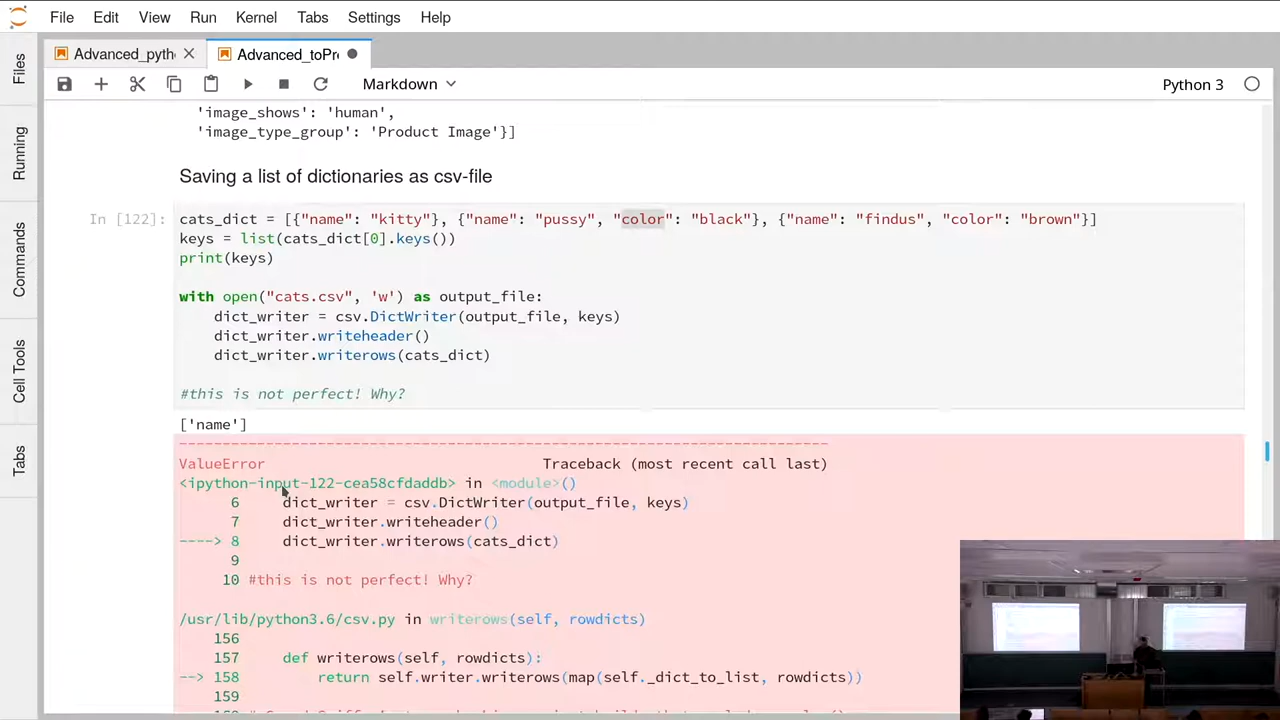 File Edit View Run Kernel Tabs Settings Help
Advanced_pyth
Advanced_toPr
Markdown
Python 3
Files
Running
Commands
Cell Tools
Tabs
'image_shows': 'human',
'image_type_group': 'Product Image'}]
Saving a list of dictionaries as csv-file
In [122]:
cats_dict = [{"name": "kitty"}, {"name": "pussy", "color": "black"}, {"name": "findus", "color": "brown"}]
keys = list(cats_dict[0].keys())
print(keys)
with open("cats.csv", 'w') as output_file:
dict_writer = csv.DictWriter(output_file, keys)
dict_writer.writeheader()
dict_writer.writerows(cats_dict)
#this is not perfect! Why?
['name']
---------------------------------------------------------------------------
ValueError Traceback (most recent call last)
<ipython-input-122-cea58cfdaddb> in <module>()
6 dict_writer = csv.DictWriter(output_file, keys)
7 dict_writer.writeheader()
----> 8 dict_writer.writerows(cats_dict)
9
10 #this is not perfect! Why?
/usr/lib/python3.6/csv.py in writerows(self, rowdicts)
156
157 def writerows(self, rowdicts):
--> 158 return self.writer.writerows(map(self._dict_to_list, rowdicts))
159